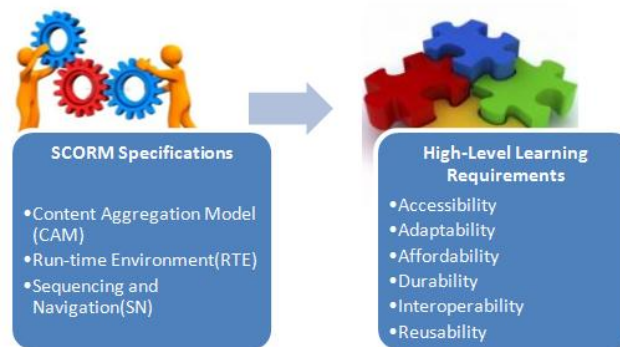 SCORM Specifications
•Content Aggregation Model
(CAM)
•Run-time Environment(RTE)
•Sequencing and
Navigation(SN)
High-Level Learning
Requirements
•Accessibility
•Adaptability
•Affordability
•Durability
•Interoperability
•Reusability